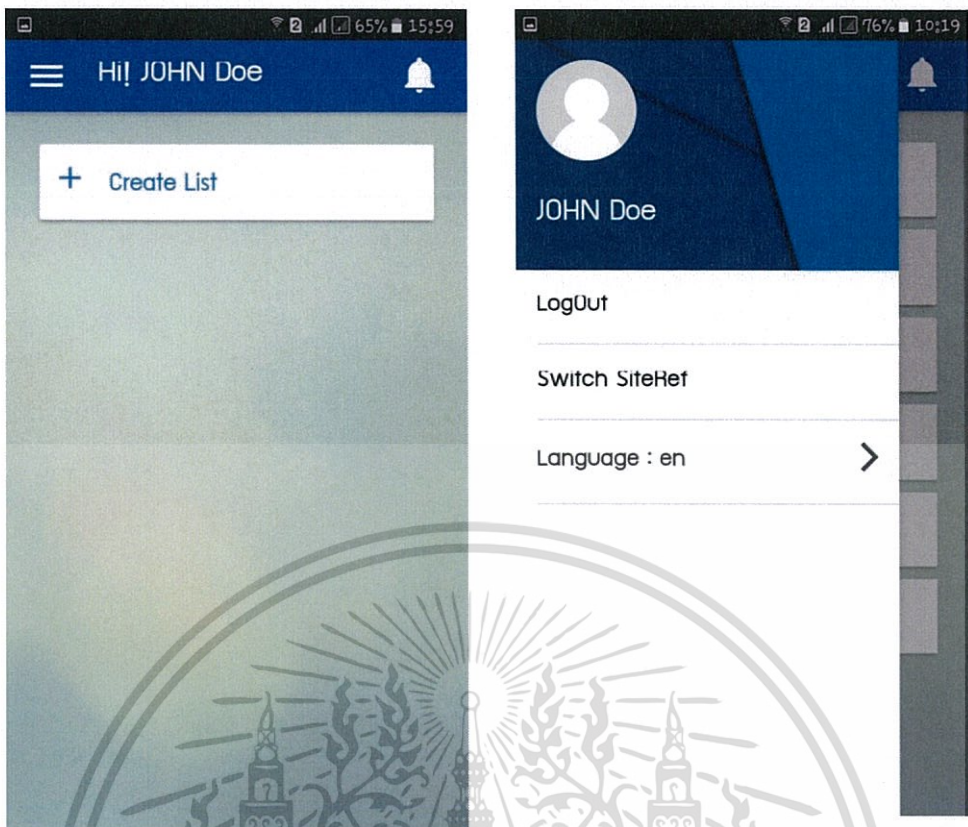 65% 15:59
Hi! JOHN Doe
+ Create List
76% 10:19
JOHN Doe
LogOut
Switch SiteRef
Language : en